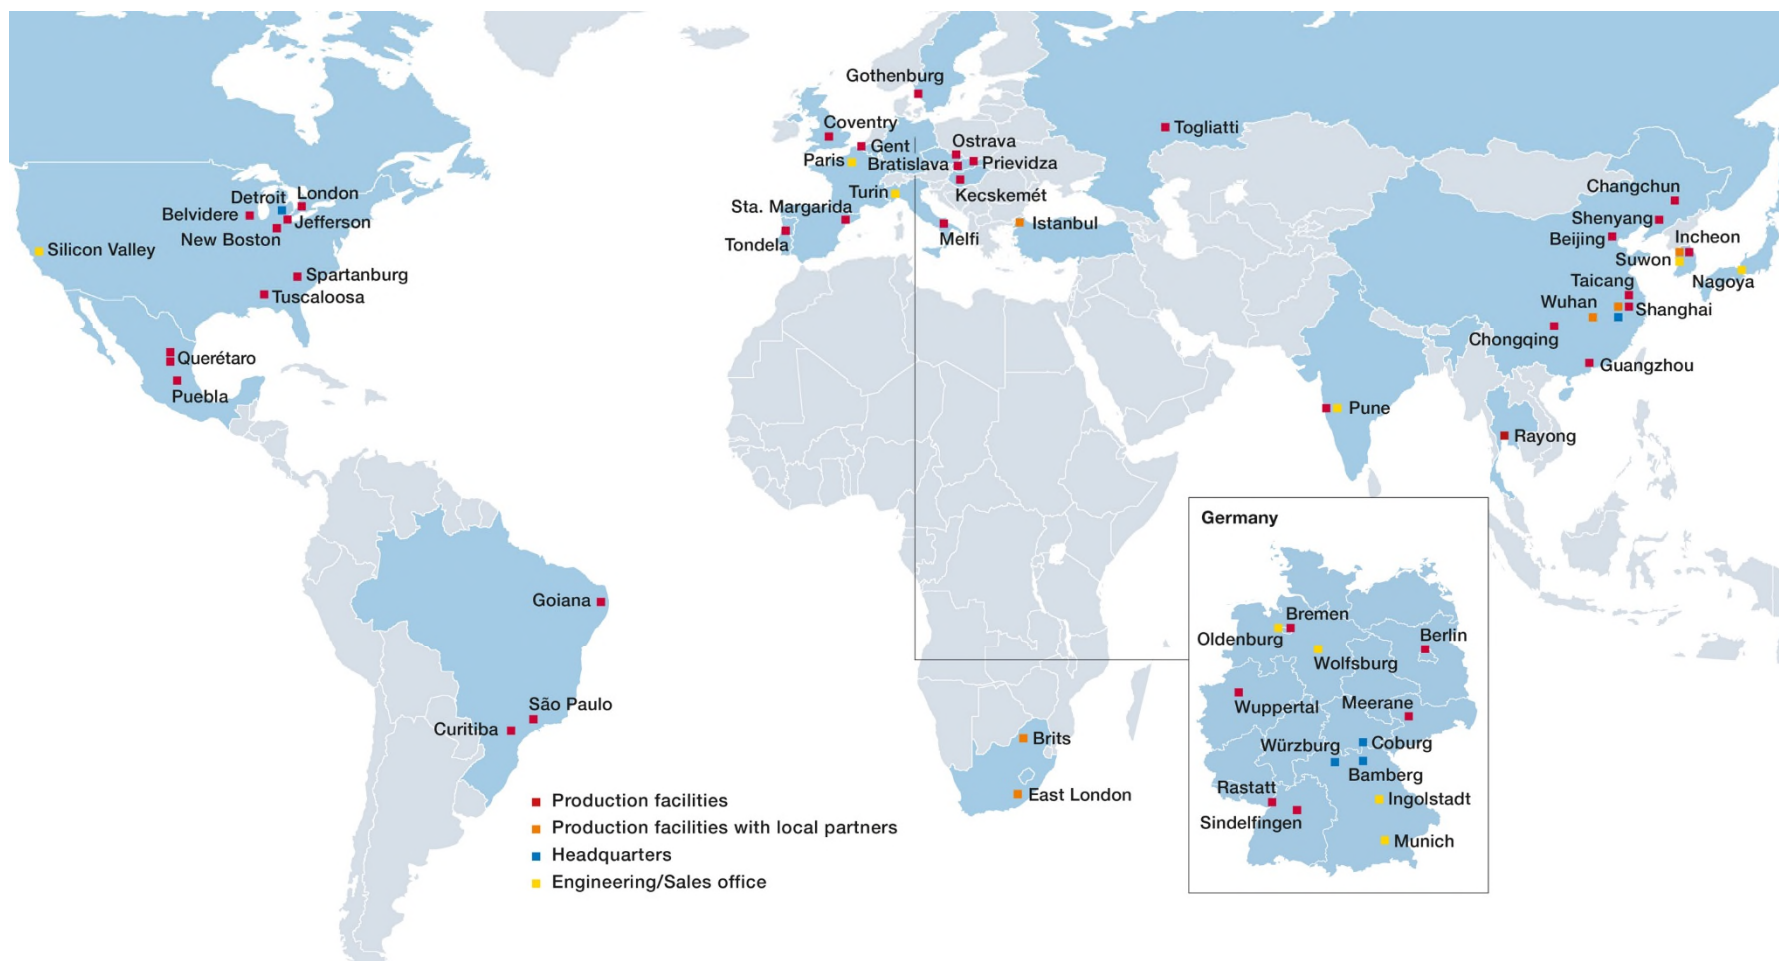 Gothenburg
Coventry
Gent
Paris
Ostrava
Bratislava
Prievidza
Turin
Kecskemét
Sta. Margarida
Tondela
Melfi
Istanbul
Togliatti
Detroit
London
Belvidere
Jefferson
New Boston
Silicon Valley
Spartanburg
Tuscaloosa
Querétaro
Puebla
Changchun
Shenyang
Beijing
Incheon
Suwon
Nagoya
Taicang
Wuhan
Shanghai
Chongqing
Guangzhou
Pune
Rayong
Goiana
São Paulo
Curitiba
Brits
East London
Production facilities
Production facilities with local partners
Headquarters
Engineering/Sales office
Germany
Bremen
Oldenburg
Berlin
Wolfsburg
Wuppertal
Meerane
Würzburg
Coburg
Bamberg
Rastatt
Ingolstadt
Sindelfingen
Munich